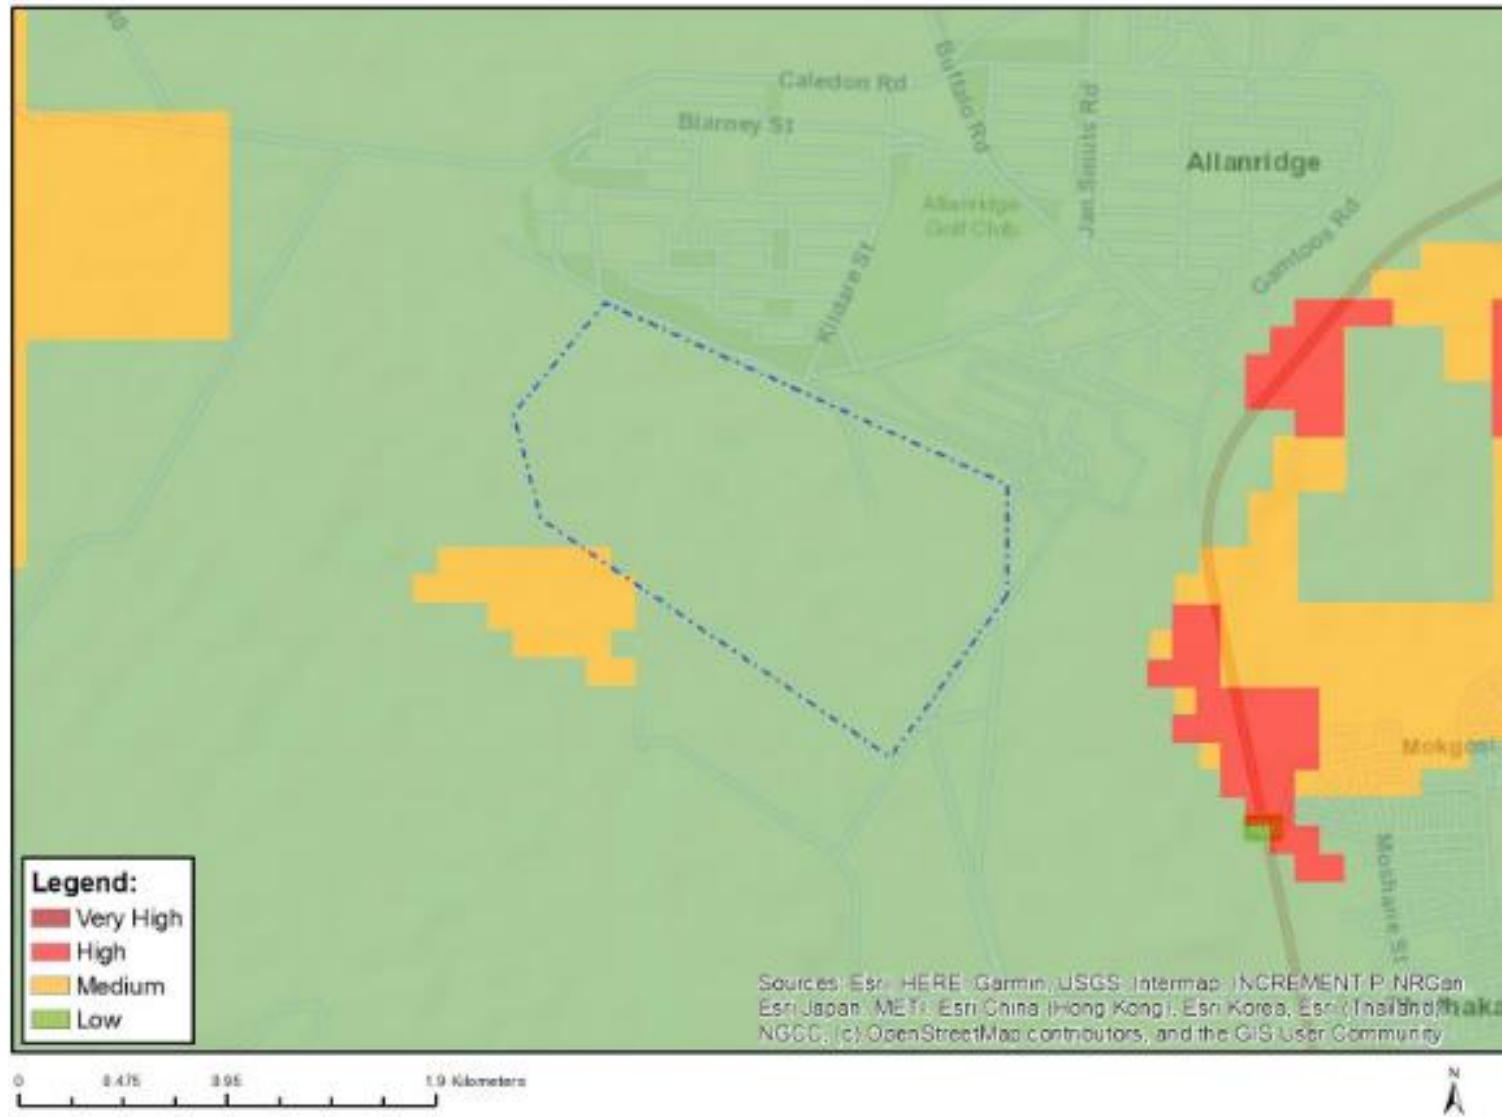 Caledon Rd
Buffalo Rd
Blarney St
Jan Smuts Rd
Allanridge
Allanridge
Golf Club
Gamtoos Rd
Kildare St
Mokgosi
Moshane St
Legend:
Very High
High
Medium
Low
Sources: Esri, HERE, Garmin, USGS, Intermap, INCREMENT P, NRCan,
Esri Japan, METI, Esri China (Hong Kong), Esri Korea, Esri (Thailand),
NGCC, (c) OpenStreetMap contributors, and the GIS User Community
0 0.475 0.95 1.9 Kilometers
N